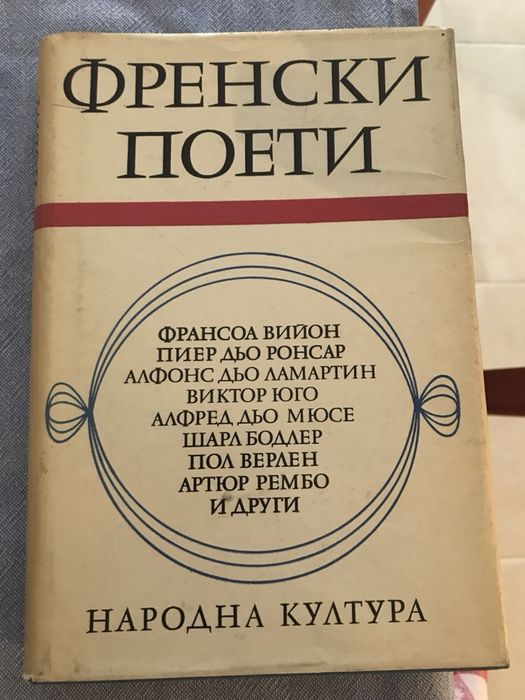 ФРЕНСКИ
ПОЕТИ
ФРАНСОА ВИЙОН
ПИЕР ДЬО РОНСАР
АЛФОНС ДЬО ЛАМАРТИН
ВИКТОР ЮГО
АЛФРЕД ДЬО МЮСЕ
ШАРЛ БОДЛЕР
ПОЛ ВЕРЛЕН
АРТЮР РЕМБО
И ДРУГИ
НАРОДНА КУЛТУРА